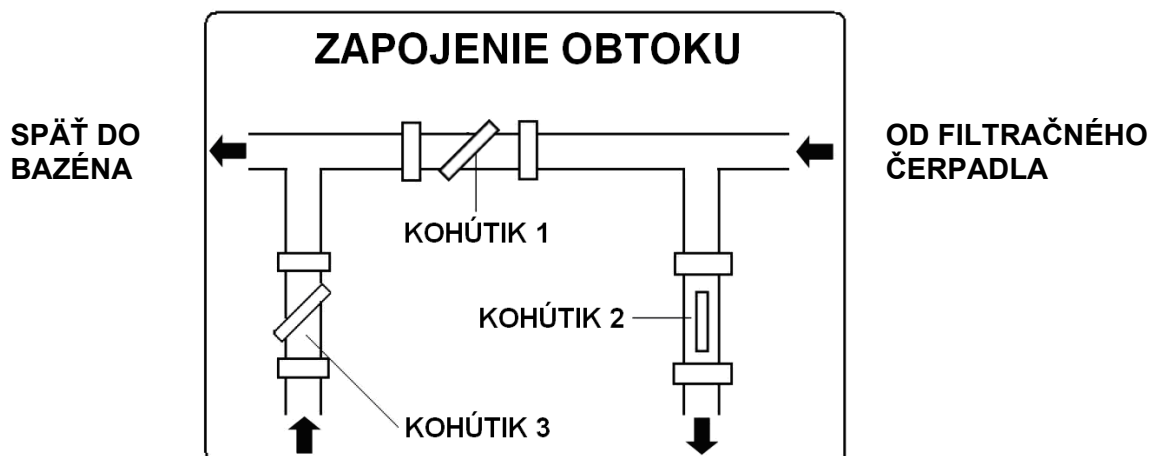 ZAPOJENIE OBTOKU
SPÄŤ DO
BAZÉNA
OD FILTRAČNÉHO
ČERPADLA
KOHÚTIK 1
KOHÚTIK 2
KOHÚTIK 3